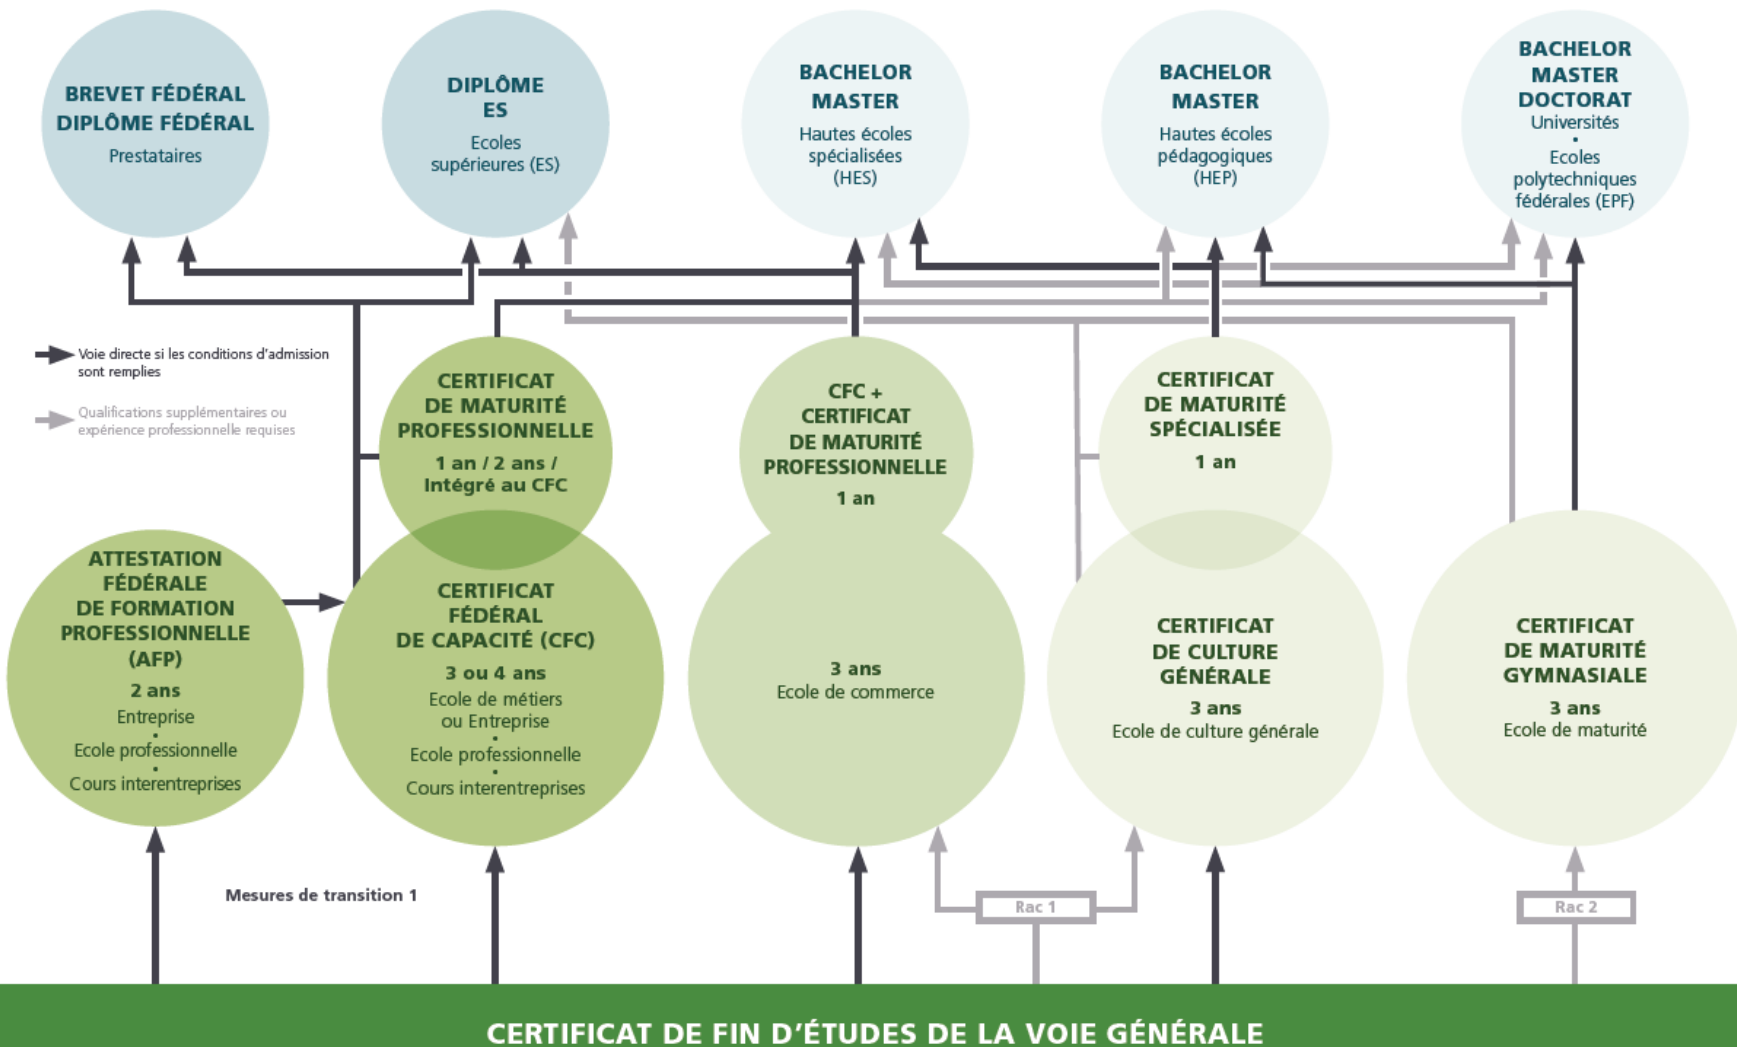 BREVET FÉDÉRAL
DIPLÔME FÉDÉRAL
Prestataires
DIPLÔME
ES
Ecoles
supérieures (ES)
BACHELOR
MASTER
Hautes écoles
spécialisées
(HES)
BACHELOR
MASTER
Hautes écoles
pédagogiques
(HEP)
BACHELOR
MASTER
DOCTORAT
Universités
•
Ecoles
polytechniques
fédérales (EPF)
Voie directe si les conditions d'admission
sont remplies
Qualifications supplémentaires ou
expérience professionnelle requises
CERTIFICAT
DE MATURITÉ
PROFESSIONNELLE
1 an / 2 ans /
Intégré au CFC
CFC +
CERTIFICAT
DE MATURITÉ
PROFESSIONNELLE
1 an
CERTIFICAT
DE MATURITÉ
SPÉCIALISÉE
1 an
ATTESTATION
FÉDÉRALE
DE FORMATION
PROFESSIONNELLE
(AFP)
2 ans
Entreprise
•
Ecole professionnelle
•
Cours interentreprises
CERTIFICAT
FÉDÉRAL
DE CAPACITÉ (CFC)
3 ou 4 ans
Ecole de métiers
ou Entreprise
•
Ecole professionnelle
•
Cours interentreprises
3 ans
Ecole de commerce
CERTIFICAT
DE CULTURE
GÉNÉRALE
3 ans
Ecole de culture générale
CERTIFICAT
DE MATURITÉ
GYMNASIALE
3 ans
Ecole de maturité
Mesures de transition 1
Rac 1
Rac 2
CERTIFICAT DE FIN D'ÉTUDES DE LA VOIE GÉNÉRALE